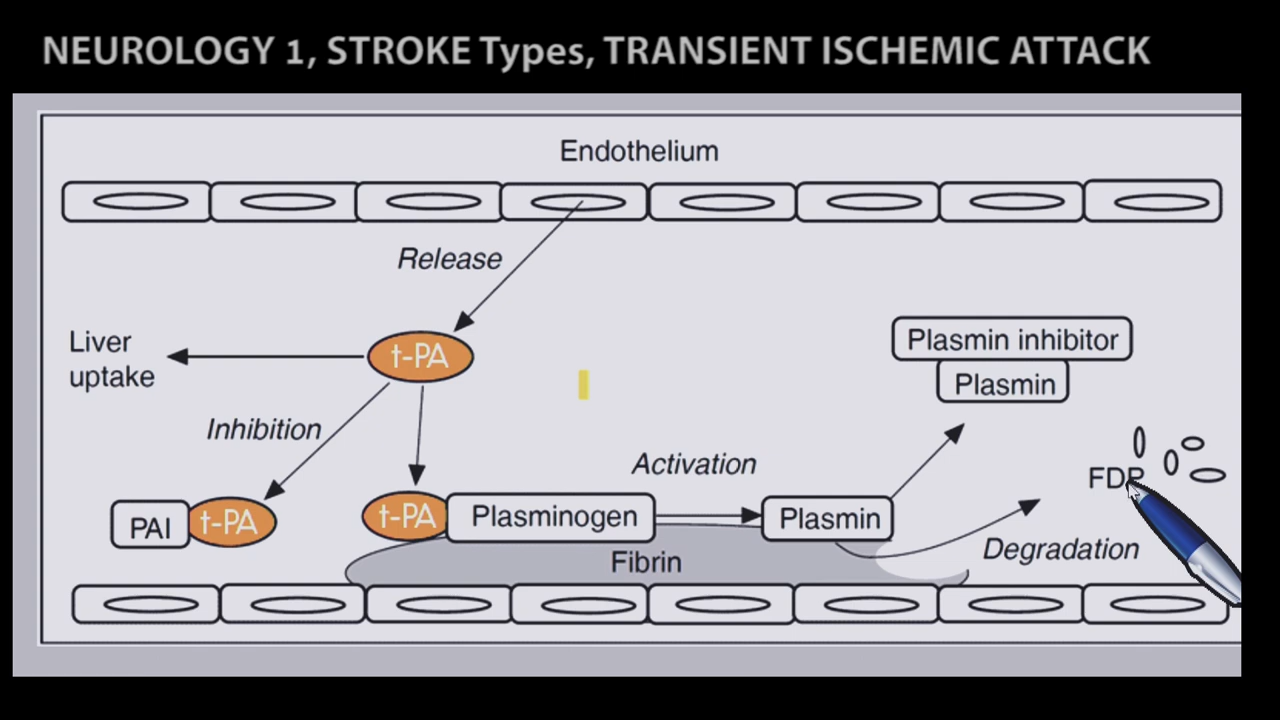 NEUROLOGY 1, STROKE Types, TRANSIENT ISCHEMIC ATTACK
Endothelium
Release
Liver
uptake
t-PA
Plasmin inhibitor
Plasmin
Inhibition
Activation
FDP
PAI
t-PA
t-PA
Plasminogen
Plasmin
Fibrin
Degradation